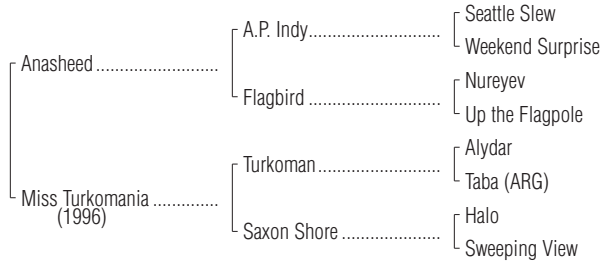 Seattle Slew
A.P. Indy
Weekend Surprise
Anasheed
Nureyev
Flagbird
Up the Flagpole
Alydar
Turkoman
Taba (ARG)
Miss Turkomania
(1996)
Halo
Saxon Shore
Sweeping View